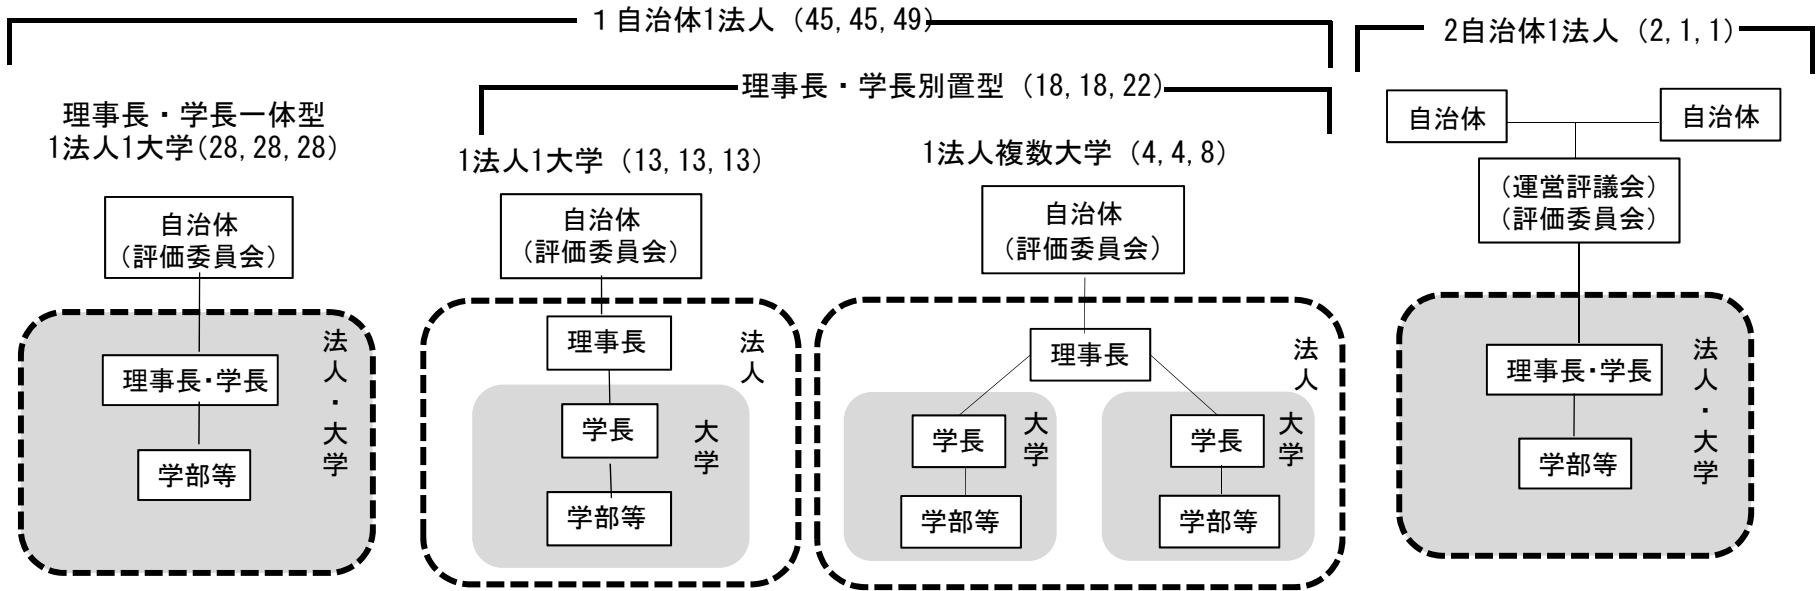 １自治体1法人（45,45,49）
2自治体1法人（2,1,1）
理事長・学長別置型（18,18,22）
理事長・学長一体型
1法人1大学(28,28,28)
1法人1大学（13,13,13）
1法人複数大学（4,4,8）
自治体
（評価委員会）
理事長・学長
学部等
法人・大学
自治体
（評価委員会）
理事長
法人
学長
大学
学部等
自治体
（評価委員会）
理事長
法人
学長
大学
学部等
学長
大学
学部等
自治体
自治体
（運営評議会）
（評価委員会）
理事長・学長
学部等
法人・大学